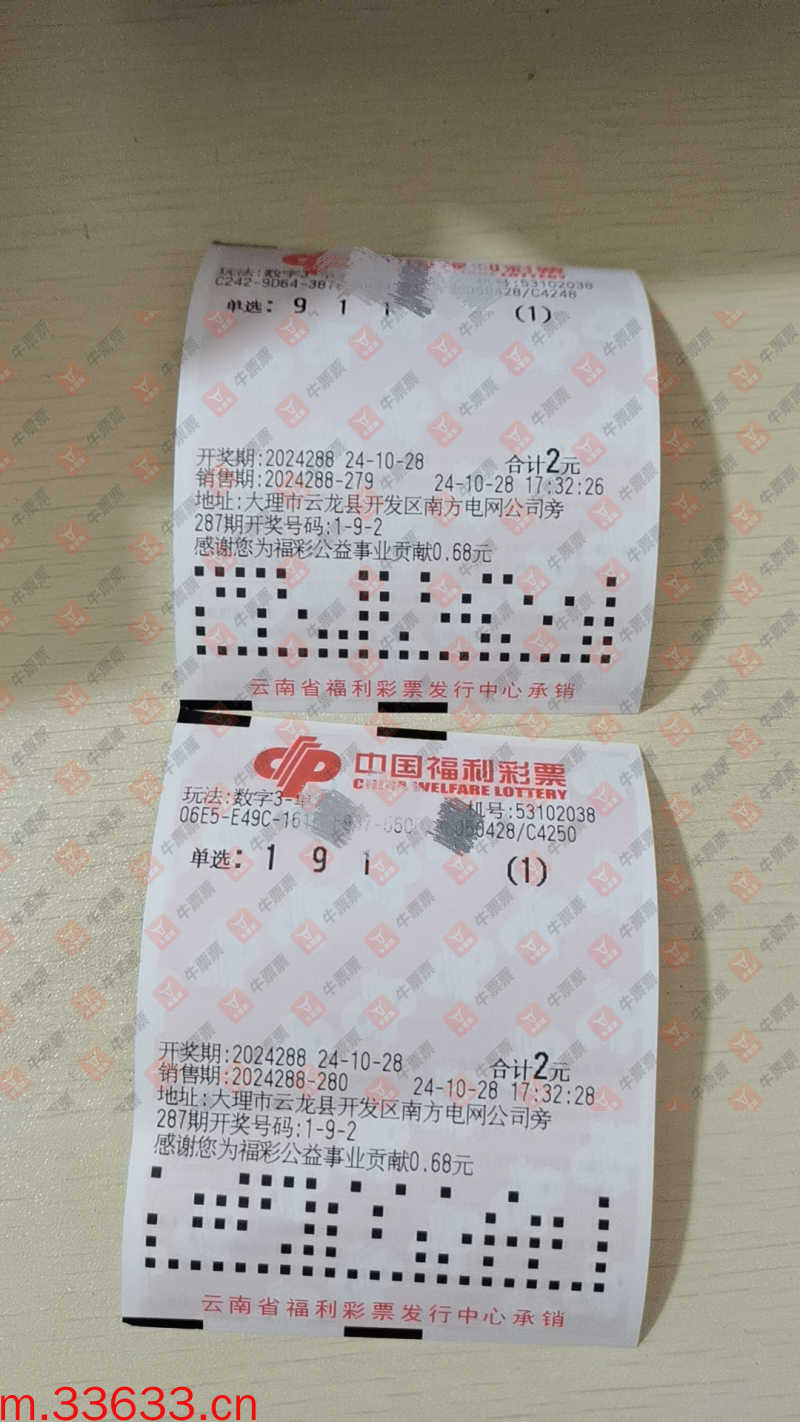 玩法:数字3-
:53102038
C242-9D64-387
050428/C4248
单选: 9 1 1 (1)
开奖期:2024288 24-10-28 合计2元
销售期:2024288-279 24-10-28 17:32:26
地址:大理市云龙县开发区南方电网公司旁
287期开奖号码:1-9-2
感谢您为福彩公益事业贡献0.68元
云南省福利彩票发行中心承销
中国福利彩票
CHINA WELFARE LOTTERY
玩法:数字3-单 机号:53102038
06E5-E49C-161
050428/C4250
单选: 1 9 1 (1)
开奖期:2024288 24-10-28 合计2元
销售期:2024288-280 24-10-28 17:32:28
地址:大理市云龙县开发区南方电网公司旁
287期开奖号码:1-9-2
感谢您为福彩公益事业贡献0.68元
云南省福利彩票发行中心承销
牛票票
m.33633.cn